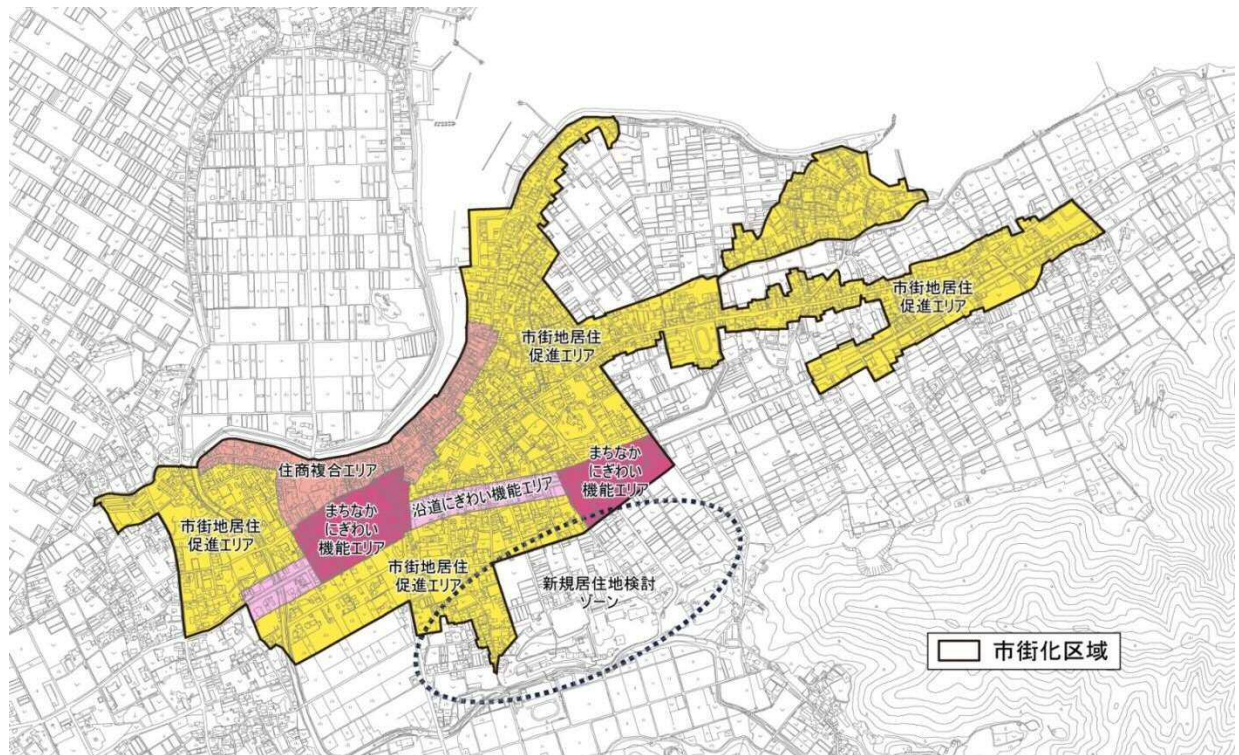 市街地居住
促進エリア
市街地居住
促進エリア
住商複合エリア
まちなか
にぎわい
機能エリア
沿道にぎわい機能エリア
まちなか
にぎわい
機能エリア
市街地居住
促進エリア
市街地居住
促進エリア
新規居住地検討
ゾーン
市街化区域